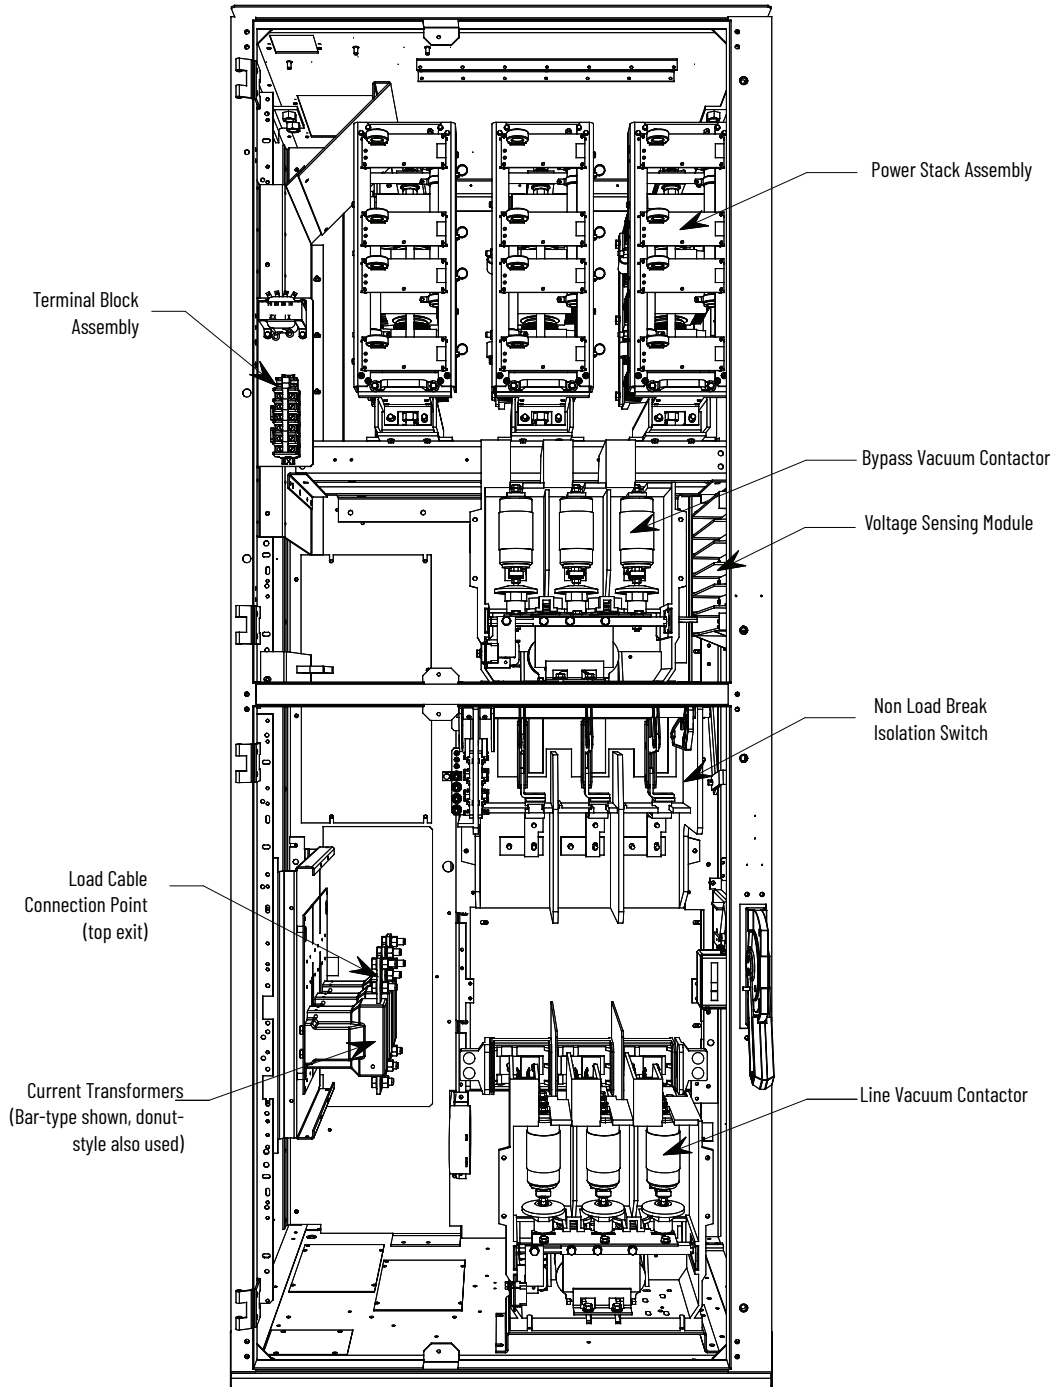 Power Stack Assembly
Terminal Block
Assembly
Bypass Vacuum Contactor
Voltage Sensing Module
Non Load Break
Isolation Switch
Load Cable
Connection Point
(top exit)
Current Transformers
(Bar-type shown, donut-
style also used)
Line Vacuum Contactor